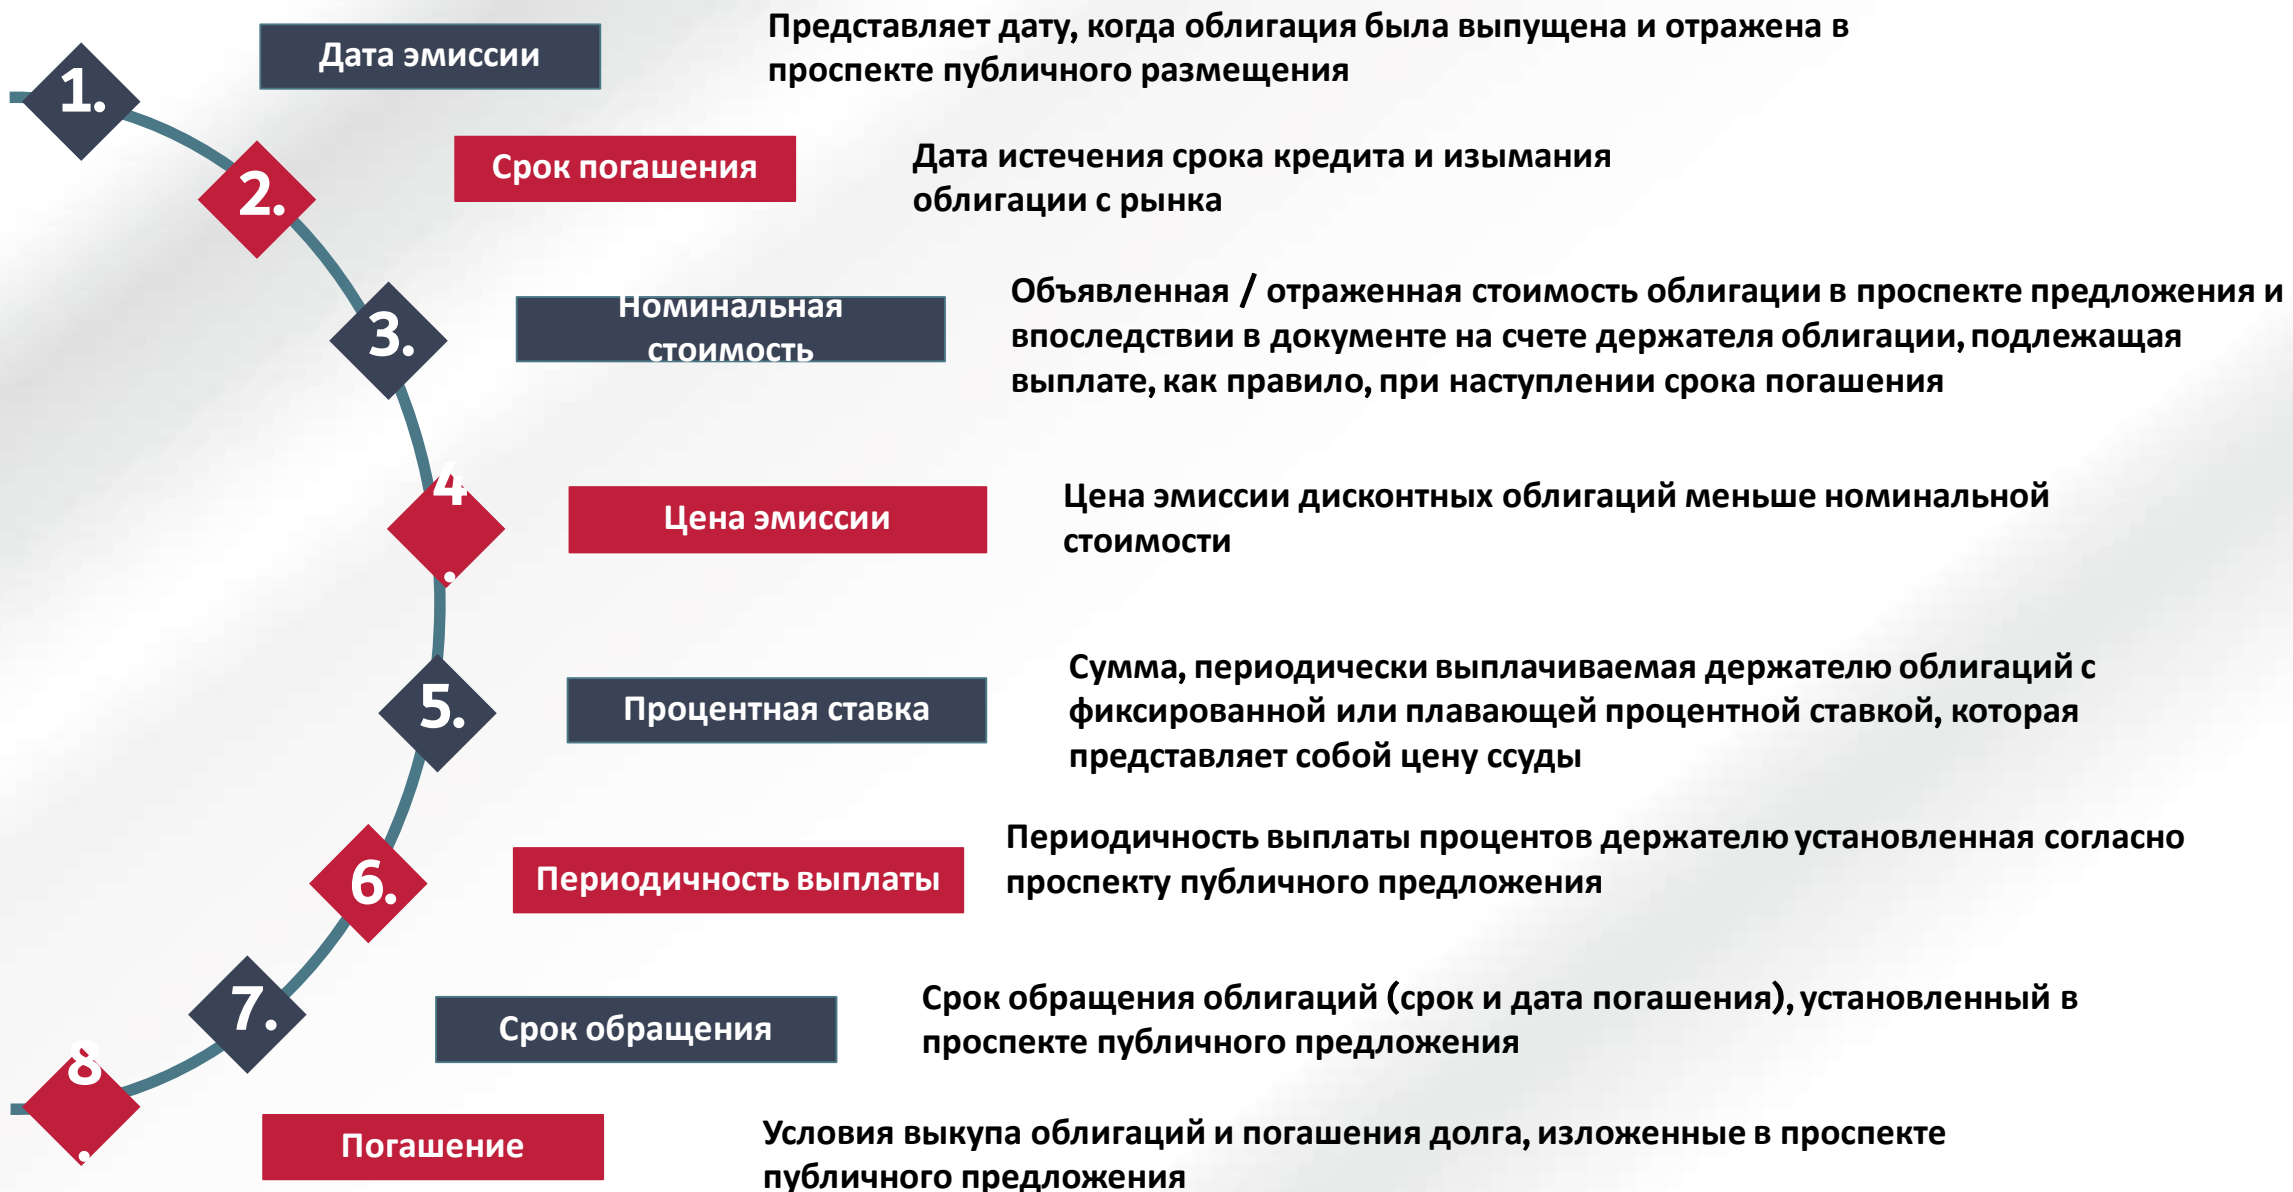 1.
Дата эмиссии
Представляет дату, когда облигация была выпущена и отражена в
проспекте публичного размещения
2.
Срок погашения
Дата истечения срока кредита и изымания
облигации с рынка
3.
Номинальная
стоимость
Объявленная / отраженная стоимость облигации в проспекте предложения и
впоследствии в документе на счете держателя облигации, подлежащая
выплате, как правило, при наступлении срока погашения
4
.
Цена эмиссии
Цена эмиссии дисконтных облигаций меньше номинальной
стоимости
5.
Процентная ставка
Сумма, периодически выплачиваемая держателю облигаций с
фиксированной или плавающей процентной ставкой, которая
представляет собой цену ссуды
6.
Периодичность выплаты
Периодичность выплаты процентов держателю установленная согласно
проспекту публичного предложения
7.
Срок обращения
Срок обращения облигаций (срок и дата погашения), установленный в
проспекте публичного предложения
8
.
Погашение
Условия выкупа облигаций и погашения долга, изложенные в проспекте
публичного предложения